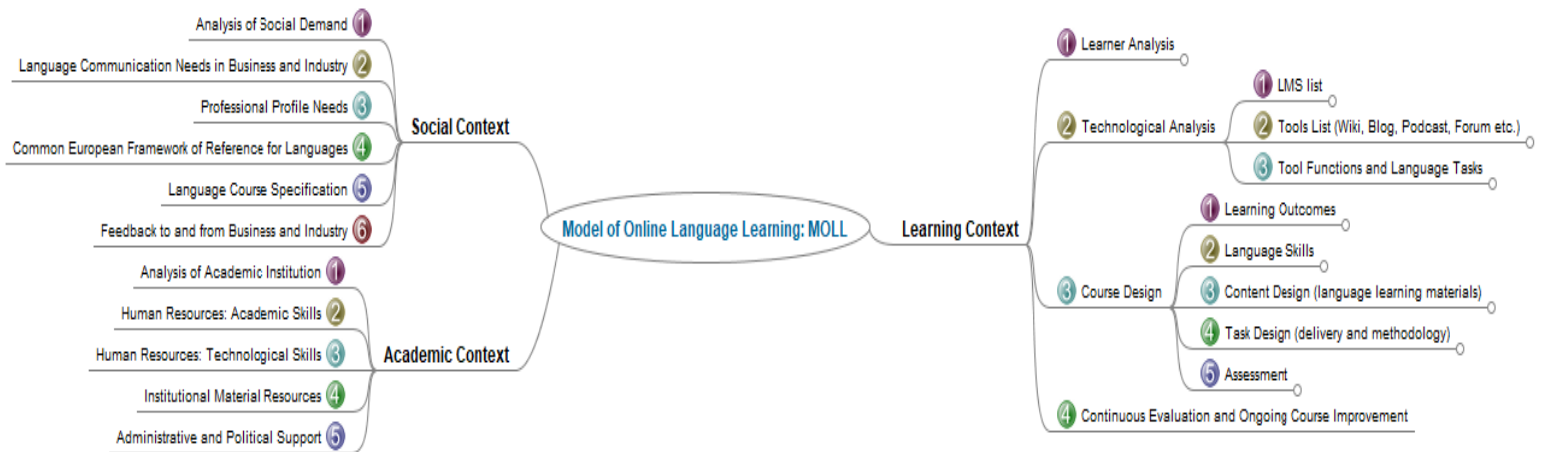 Model of Online Language Learning: MOLL
Social Context
1 Analysis of Social Demand
2 Language Communication Needs in Business and Industry
3 Professional Profile Needs
4 Common European Framework of Reference for Languages
5 Language Course Specification
6 Feedback to and from Business and Industry
Academic Context
1 Analysis of Academic Institution
2 Human Resources: Academic Skills
3 Human Resources: Technological Skills
4 Institutional Material Resources
5 Administrative and Political Support
Learning Context
1 Learner Analysis
2 Technological Analysis
1 LMS list
2 Tools List (Wiki, Blog, Podcast, Forum etc.)
3 Tool Functions and Language Tasks
3 Course Design
1 Learning Outcomes
2 Language Skills
3 Content Design (language learning materials)
4 Task Design (delivery and methodology)
5 Assessment
4 Continuous Evaluation and Ongoing Course Improvement